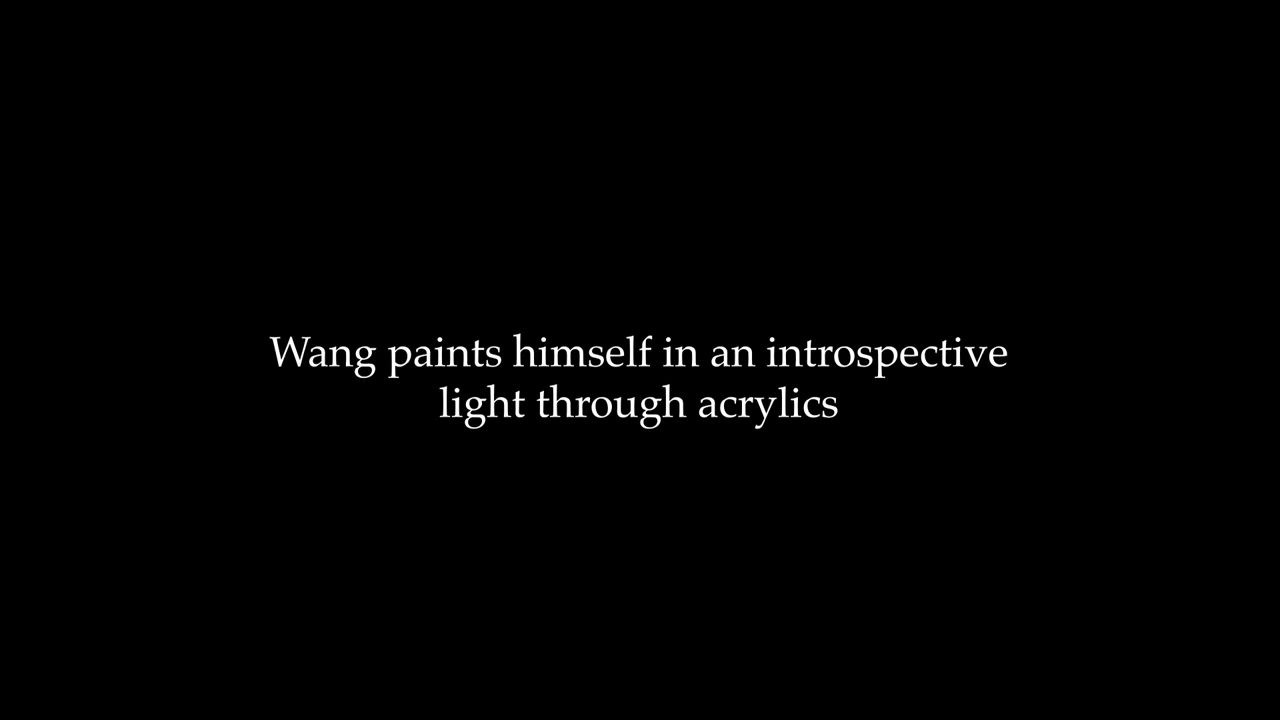 Wang paints himself in an introspective
light through acrylics